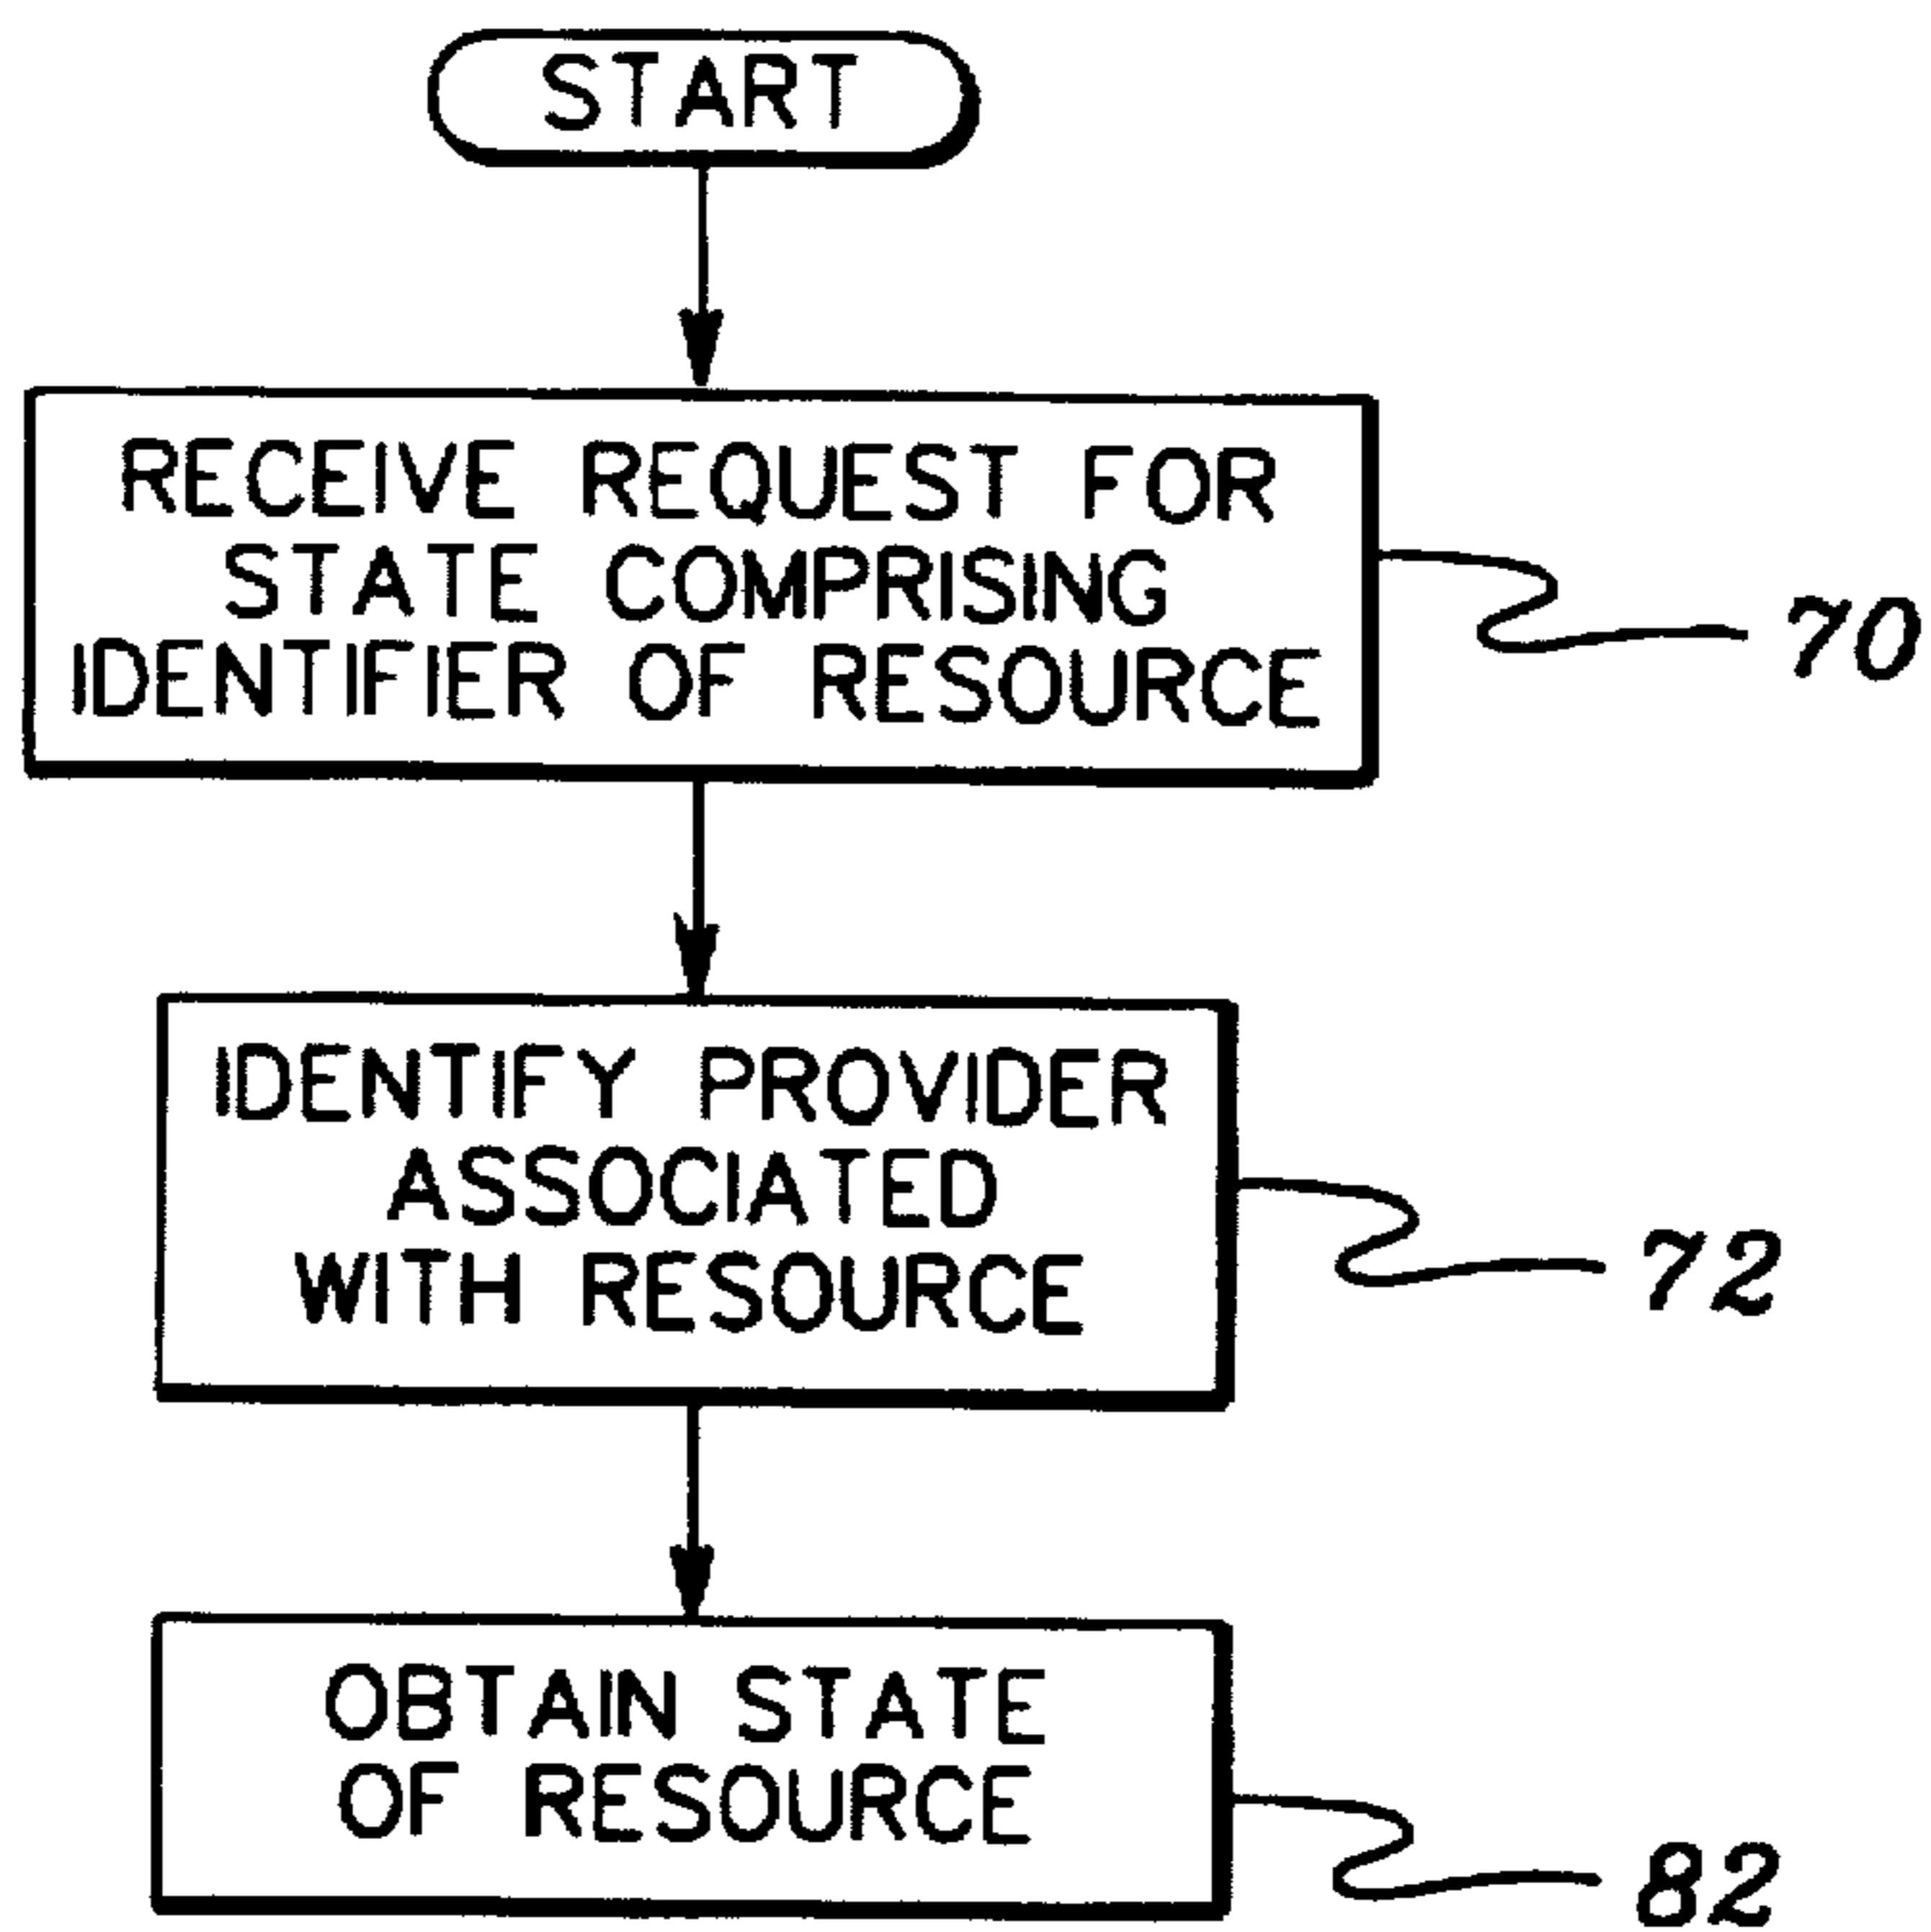 START
RECEIVE REQUEST FOR
STATE COMPRISING
IDENTIFIER OF RESOURCE
70
IDENTIFY PROVIDER
ASSOCIATED
WITH RESOURCE
72
OBTAIN STATE
OF RESOURCE
82